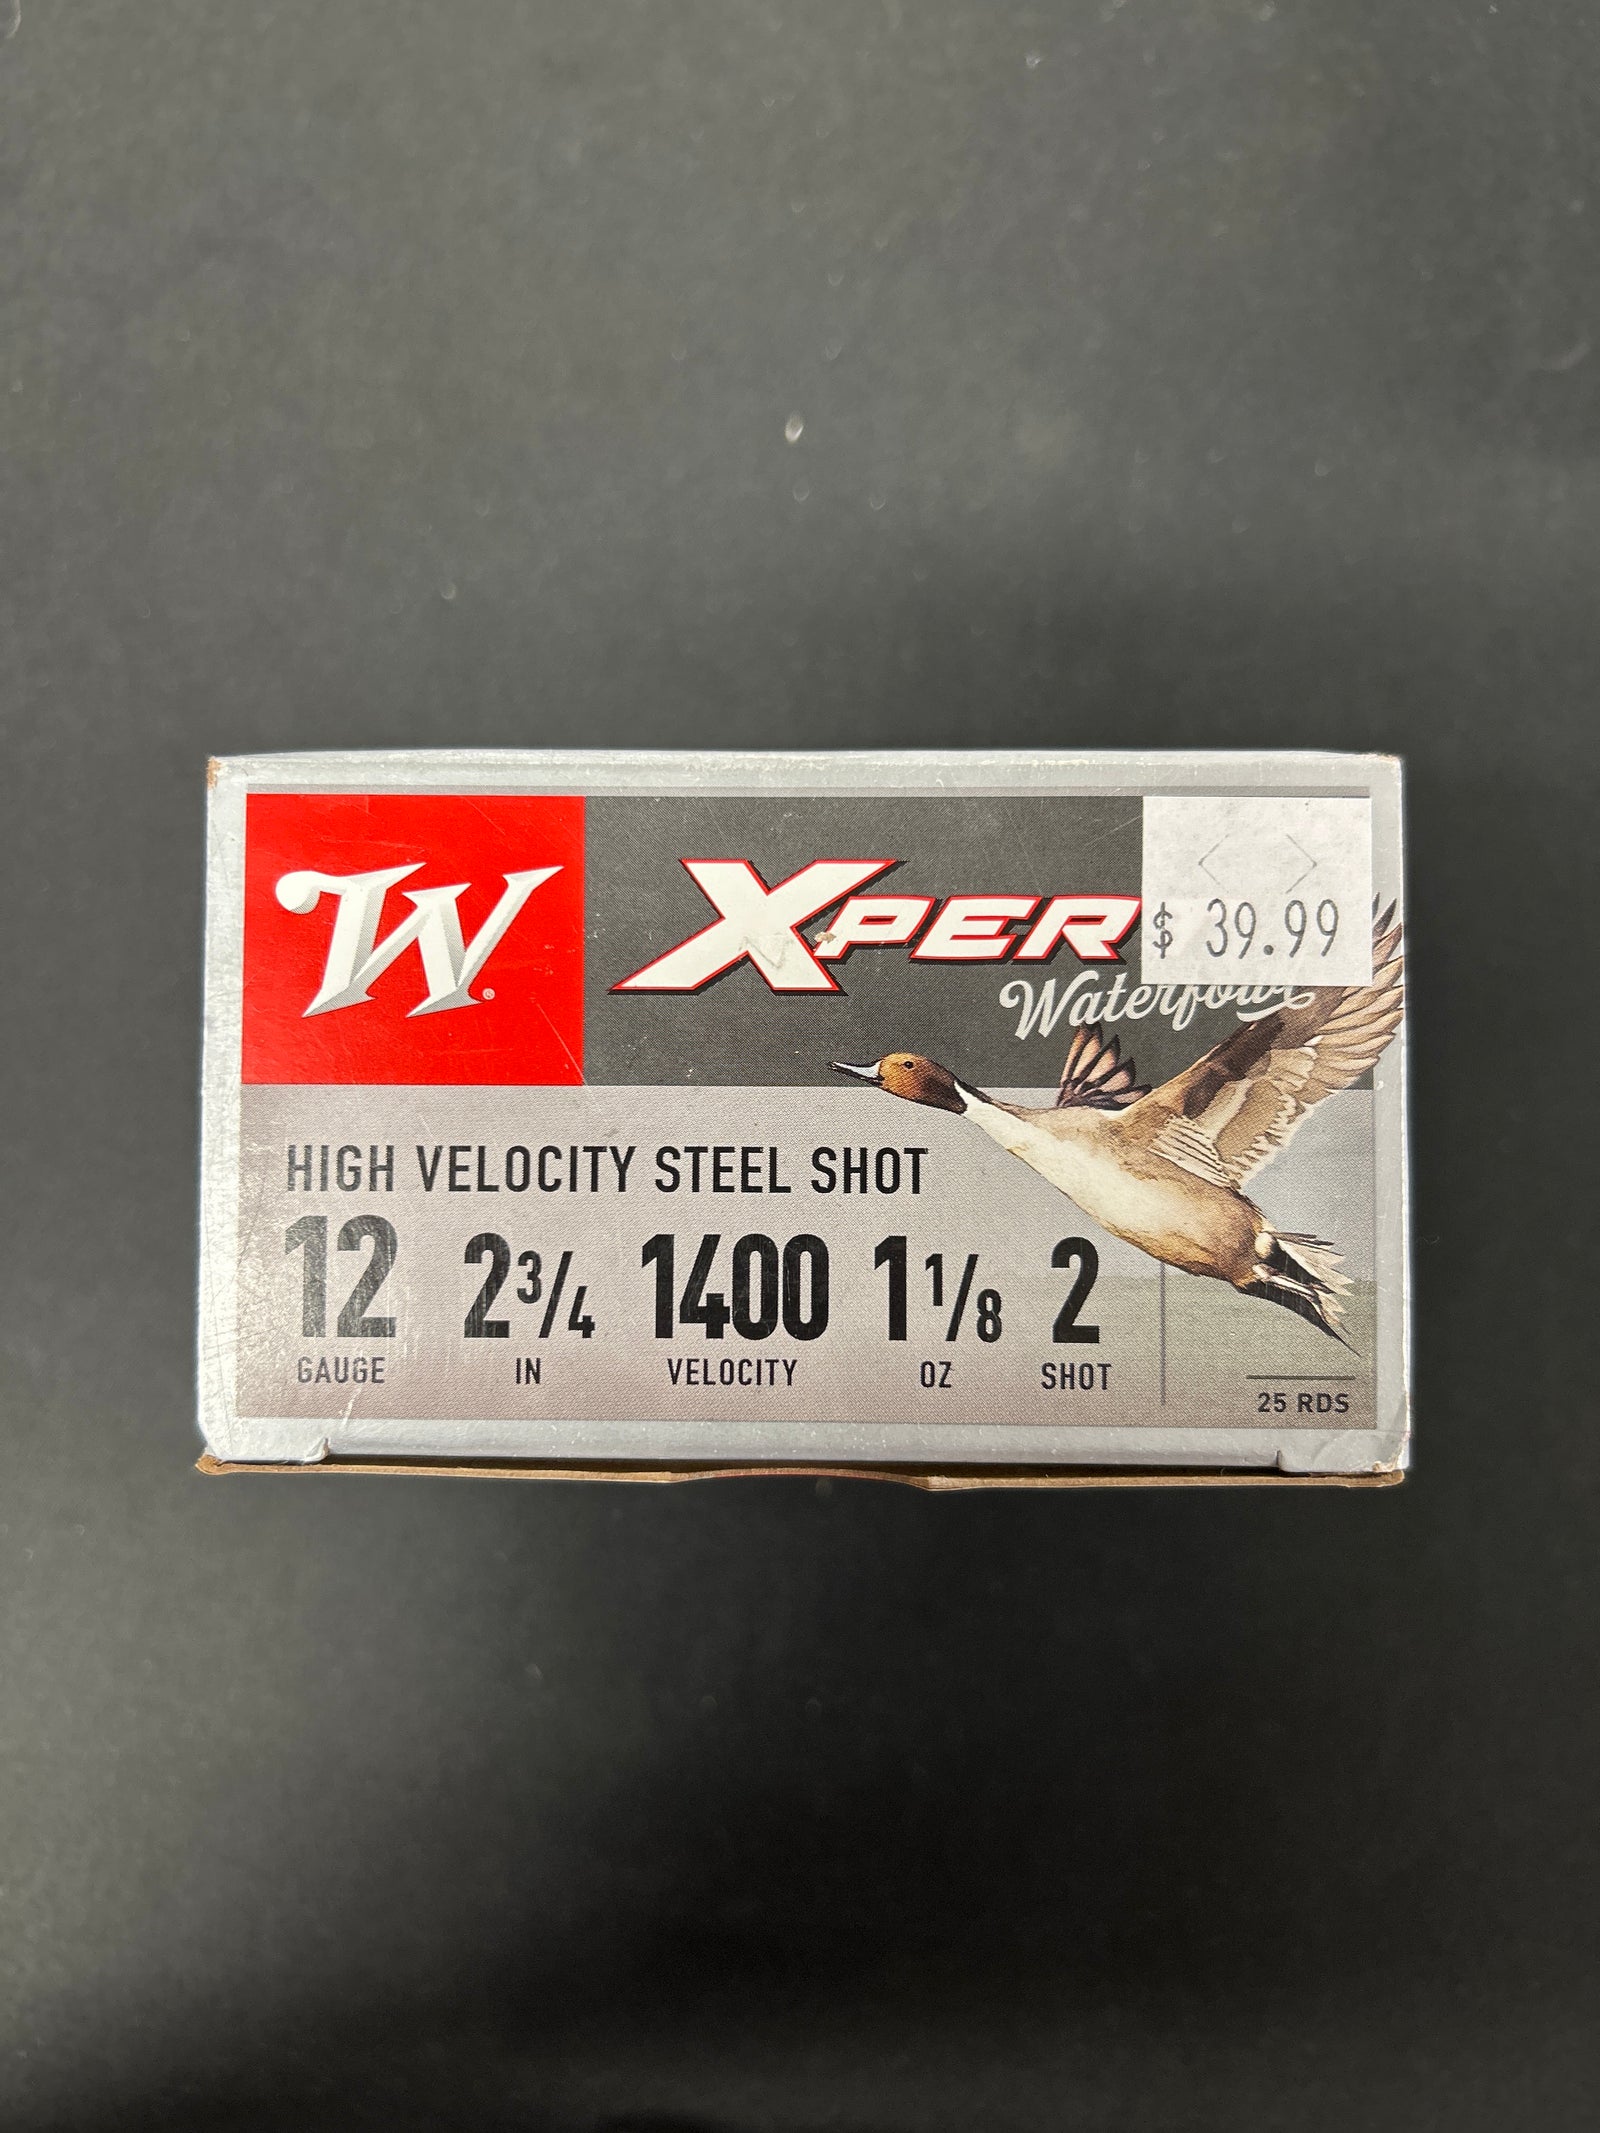 W
XPER
$ 39.99
Waterfowl
HIGH VELOCITY STEEL SHOT
12 2 3/4 1400 1 1/8 2
GAUGE IN VELOCITY OZ SHOT
25 RDS